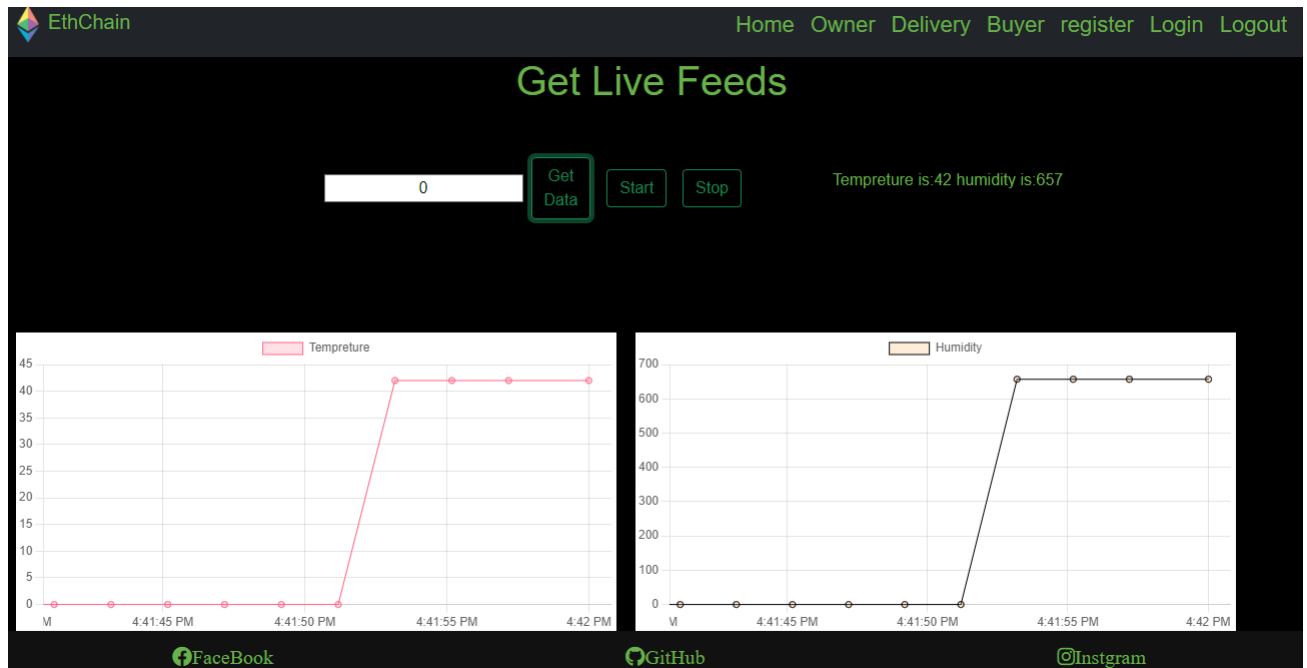 EthChain
Home Owner Delivery Buyer register Login Logout
Get Live Feeds
0
Get
Data
Start
Stop
Tempreture is:42 humidity is:657
Tempreture
45
40
35
30
25
20
15
10
5
0
M 4:41:45 PM 4:41:50 PM 4:41:55 PM 4:42 PM
Humidity
700
600
500
400
300
200
100
0
4:41:45 PM 4:41:50 PM 4:41:55 PM 4:42 PM
FaceBook
GitHub
Instgram